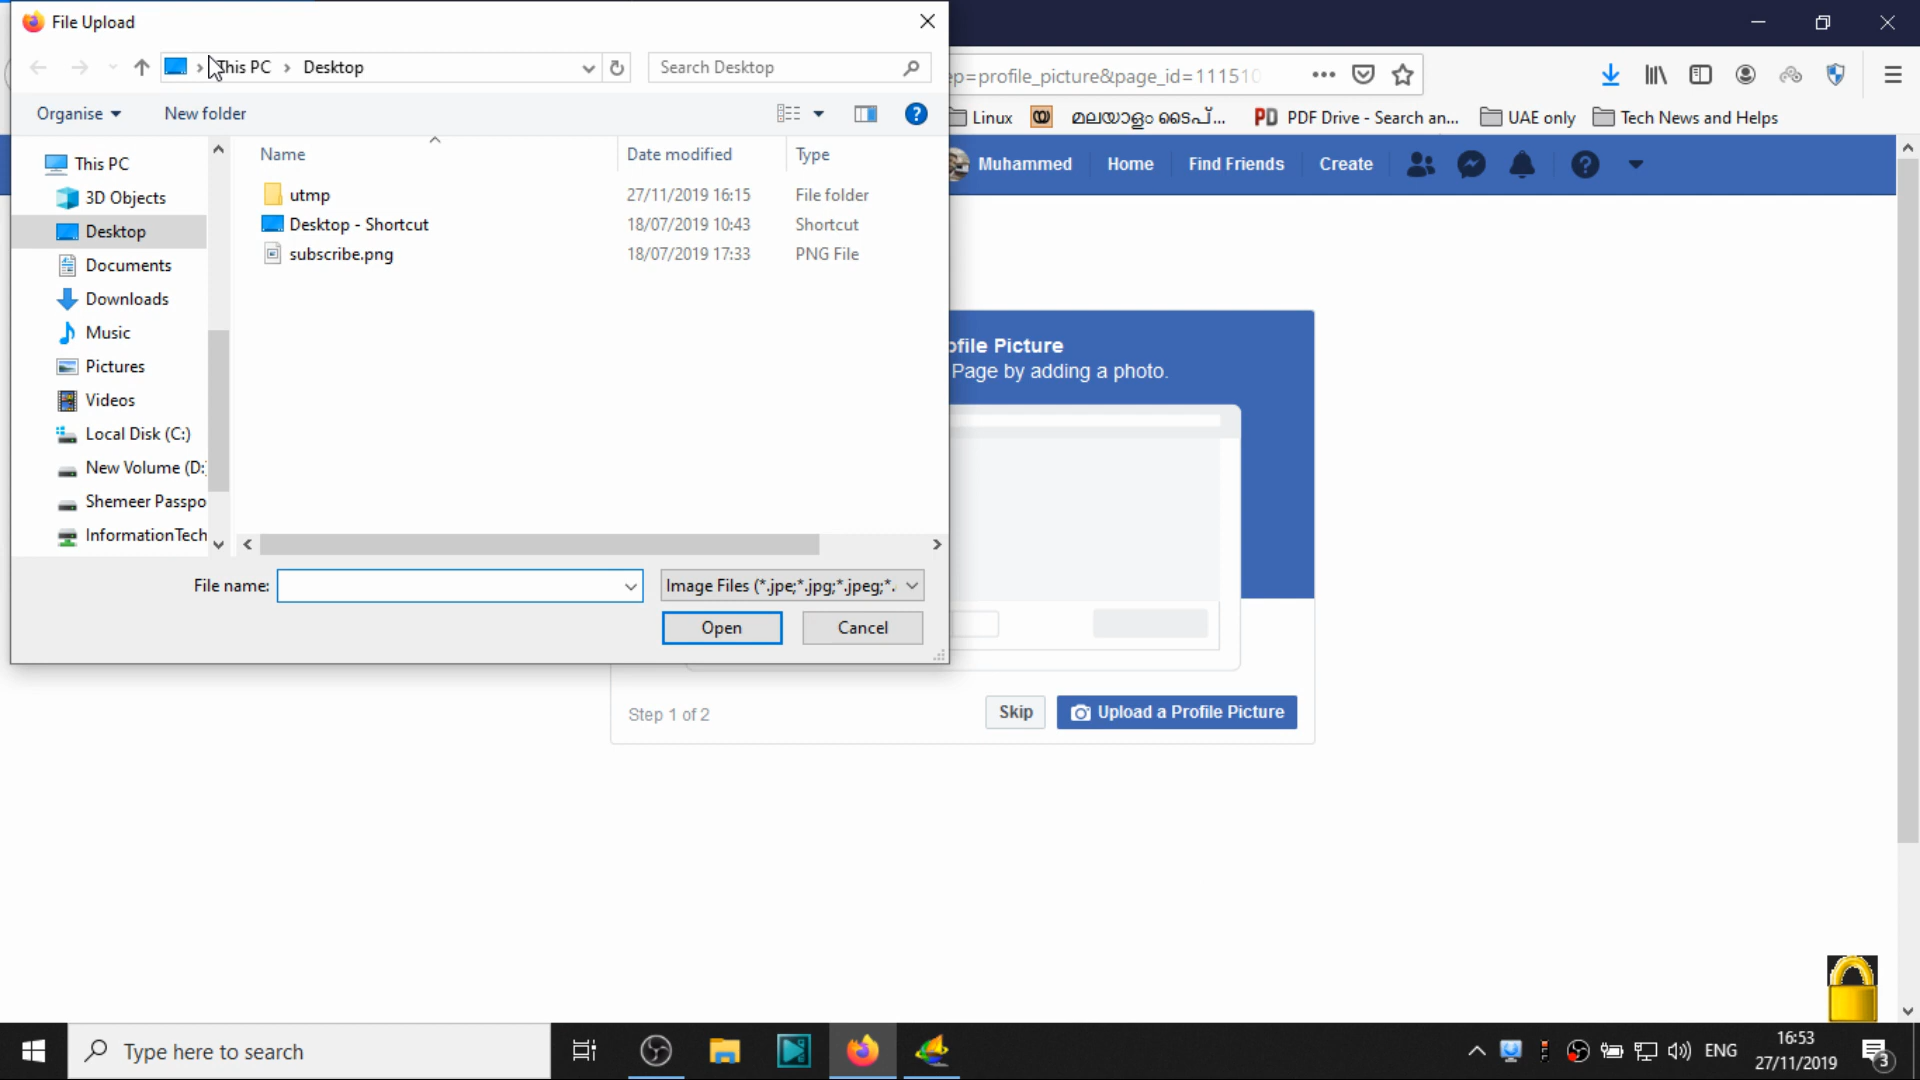 File Upload
This PC > Desktop
Search Desktop
Organise
New folder
This PC
3D Objects
Desktop
Documents
Downloads
Music
Pictures
Videos
Local Disk (C:)
New Volume (D:
Shemeer Passpo
InformationTech
Name Date modified Type
utmp 27/11/2019 16:15 File folder
Desktop - Shortcut 18/07/2019 10:43 Shortcut
subscribe.png 18/07/2019 17:33 PNG File
File name:
Image Files (*.jpe;*.jpg;*.jpeg;*.
Open Cancel
ep=profile_picture&page_id=111510
Linux മലയാളം ടൈപ്... PD PDF Drive - Search an... UAE only Tech News and Helps
Muhammed Home Find Friends Create
ofile Picture
Page by adding a photo.
Step 1 of 2 Skip Upload a Profile Picture
Type here to search
ENG
16:53
27/11/2019
3